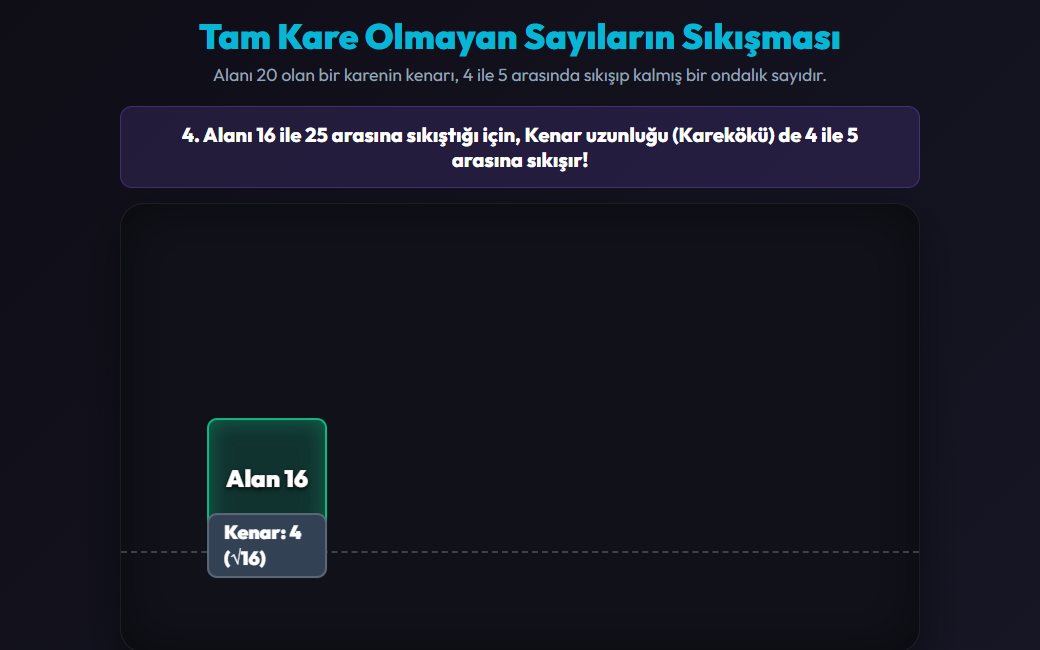 Tam Kare Olmayan Sayıların Sıkışması
Alanı 20 olan bir karenin kenarı, 4 ile 5 arasında sıkışıp kalmış bir ondalık sayıdır.
4. Alanı 16 ile 25 arasına sıkıştığı için, Kenar uzunluğu (Karekökü) de 4 ile 5
arasına sıkışır!
Alan 16
Kenar: 4
(√16)